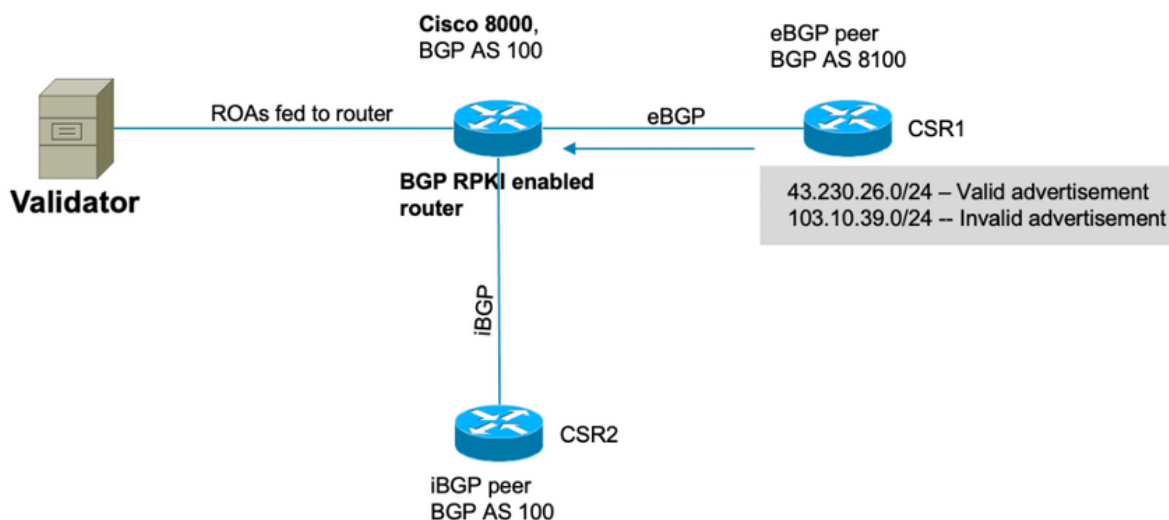 Cisco 8000,
BGP AS 100
eBGP peer
BGP AS 8100
ROAs fed to router
eBGP
CSR1
Validator
BGP RPKI enabled
router
43.230.26.0/24 – Valid advertisement
103.10.39.0/24 -- Invalid advertisement
iBGP
CSR2
iBGP peer
BGP AS 100